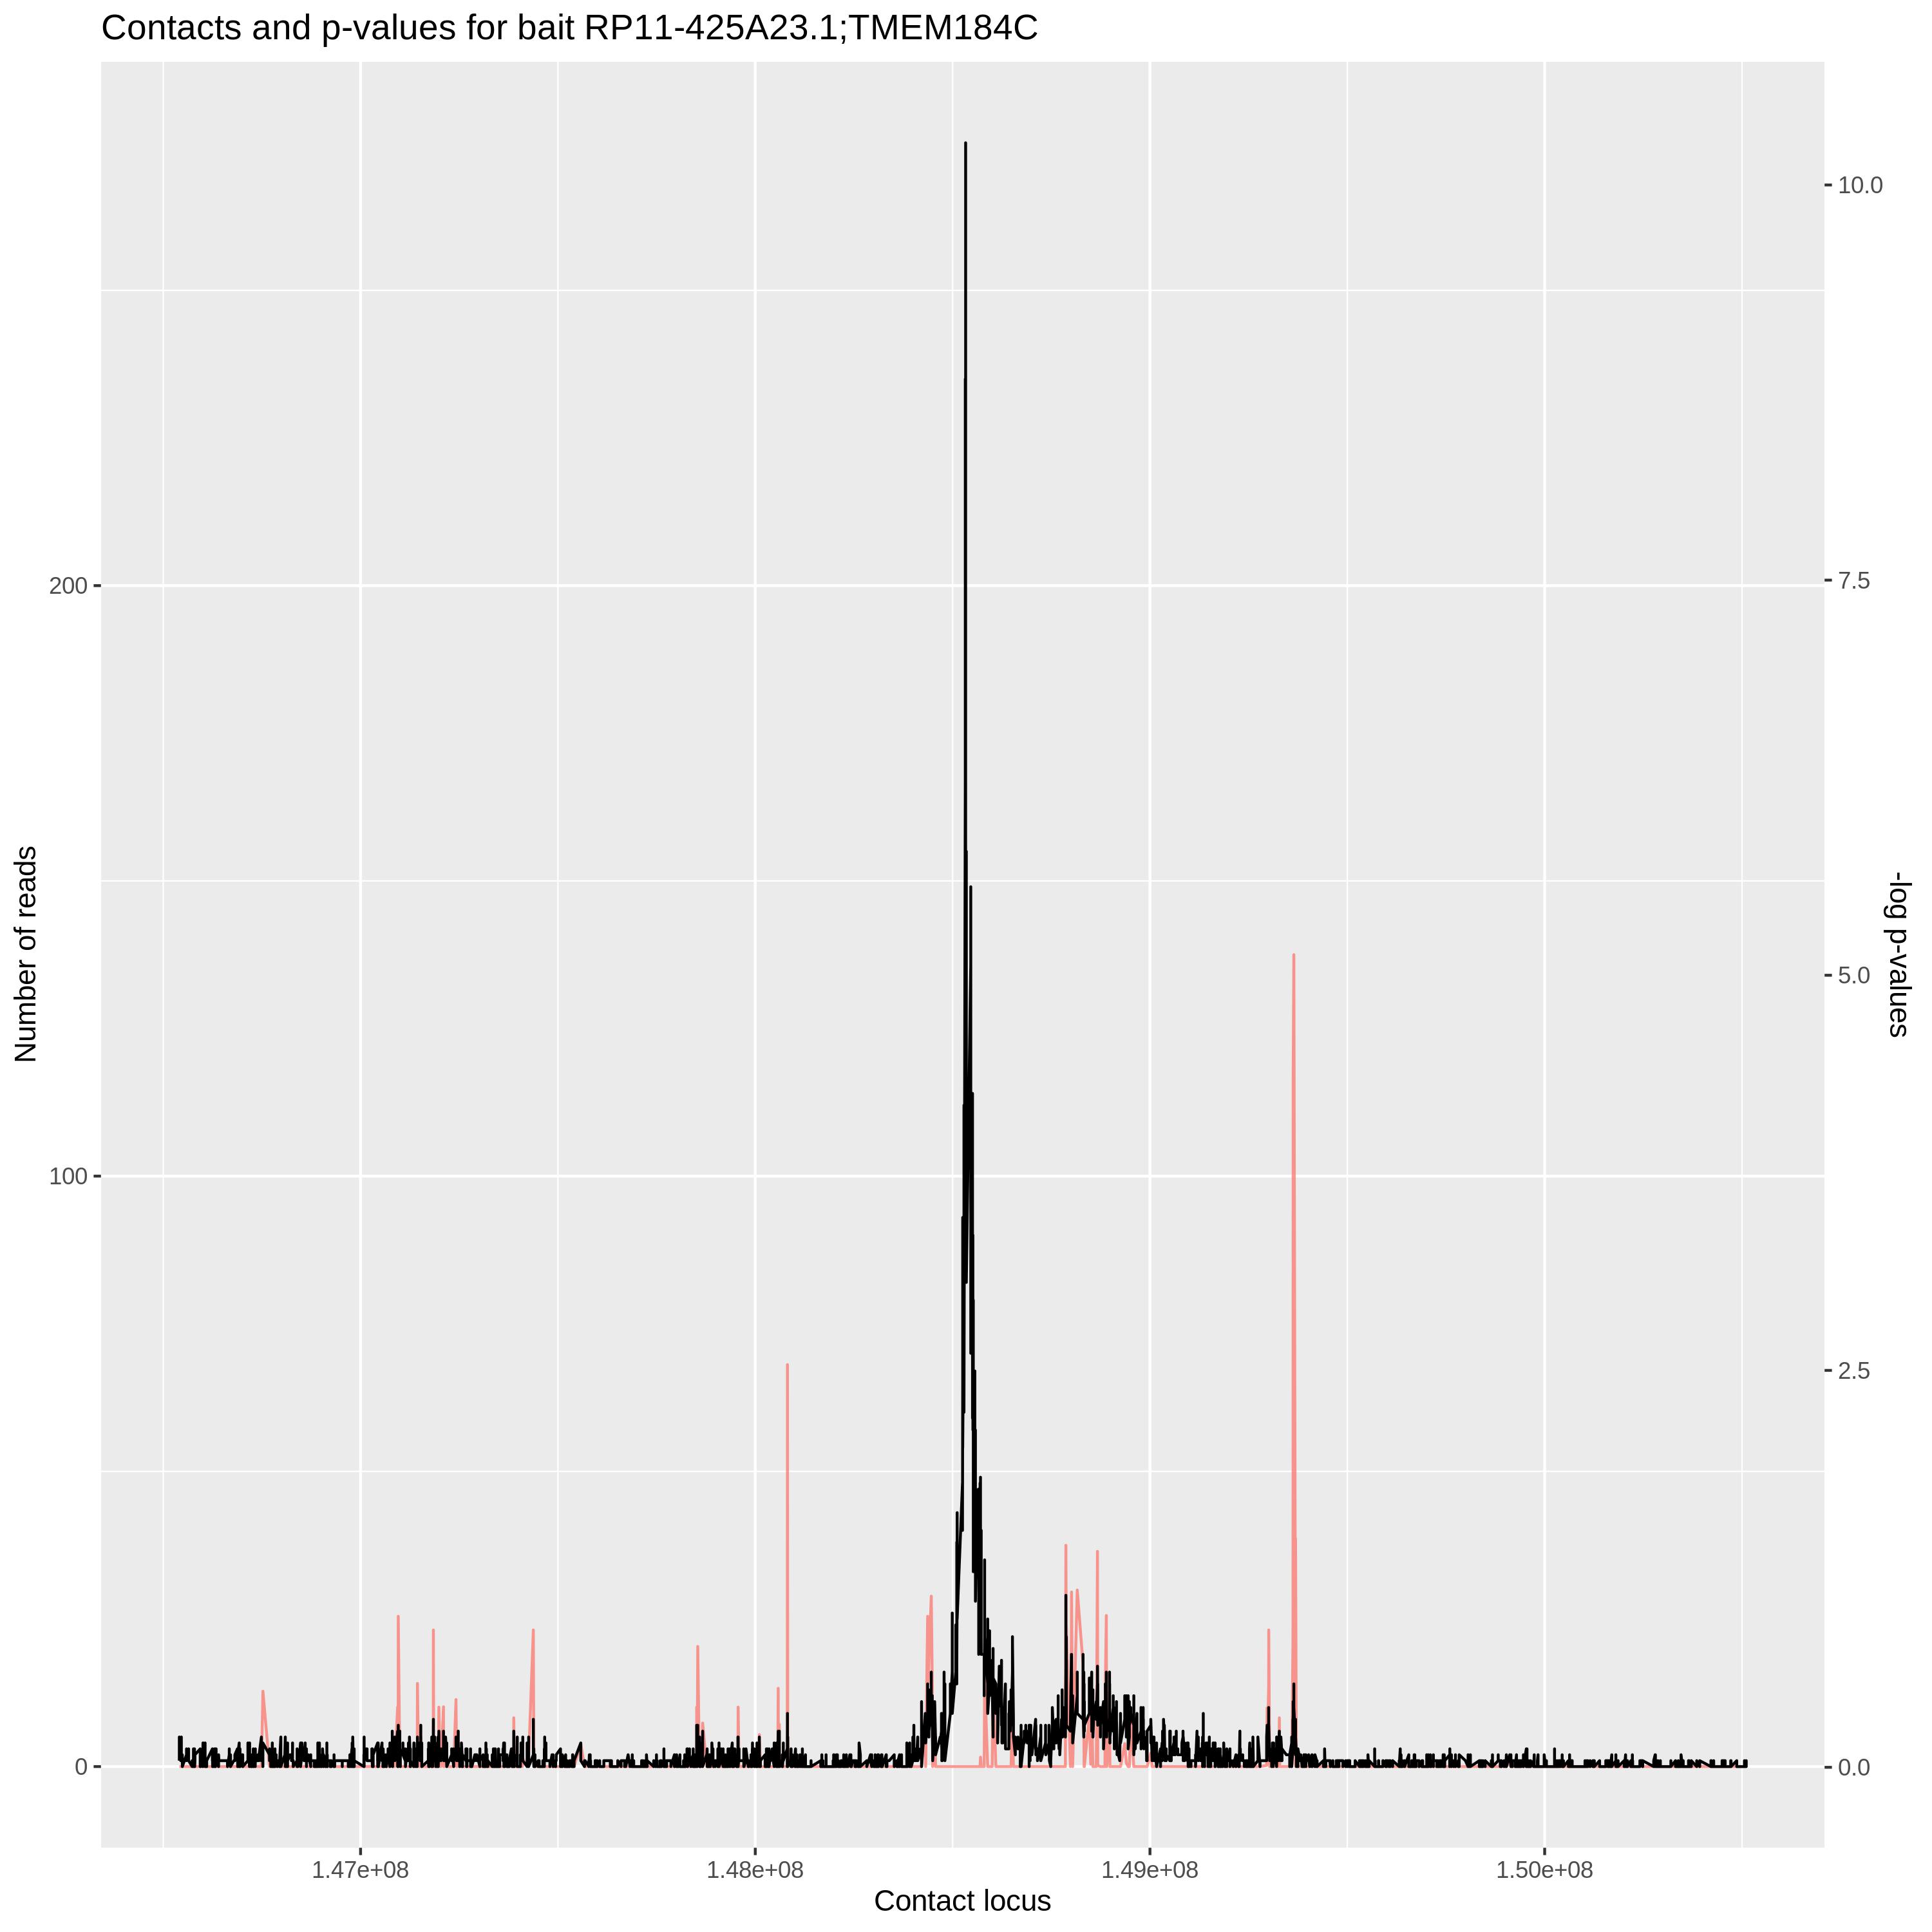 Contacts and p-values for bait RP11-425A23.1;TMEM184C
Number of reads
200
100
0
10.0
7.5
5.0
2.5
0.0
-log p-values
1.47e+08
1.48e+08
1.49e+08
1.50e+08
Contact locus